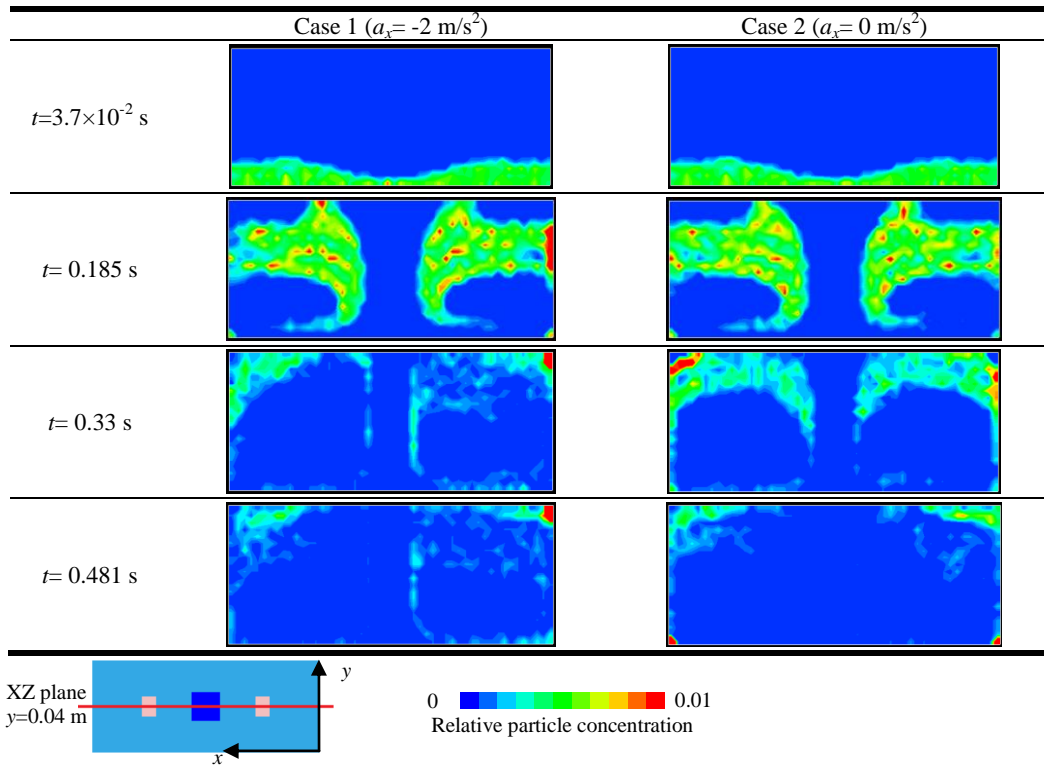 Case 1 (aₓ= -2 m/s²) Case 2 (aₓ= 0 m/s²)
t=3.7×10⁻² s
t= 0.185 s
t= 0.33 s
t= 0.481 s
XZ plane
y=0.04 m
y
x
0 0.01
Relative particle concentration